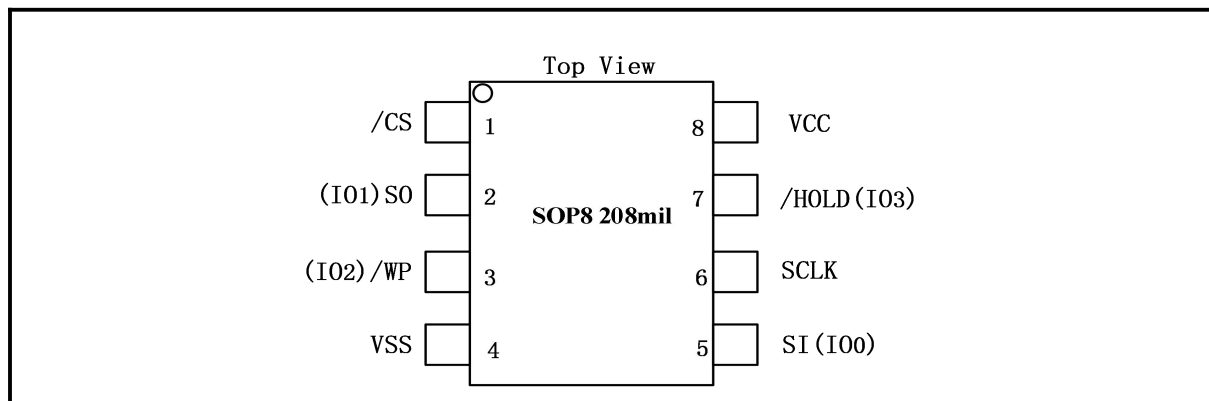 Top View
/CS 1 8 VCC
(IO1)SO 2 7 /HOLD(IO3)
SOP8 208mil
(IO2)/WP 3 6 SCLK
VSS 4 5 SI(IO0)